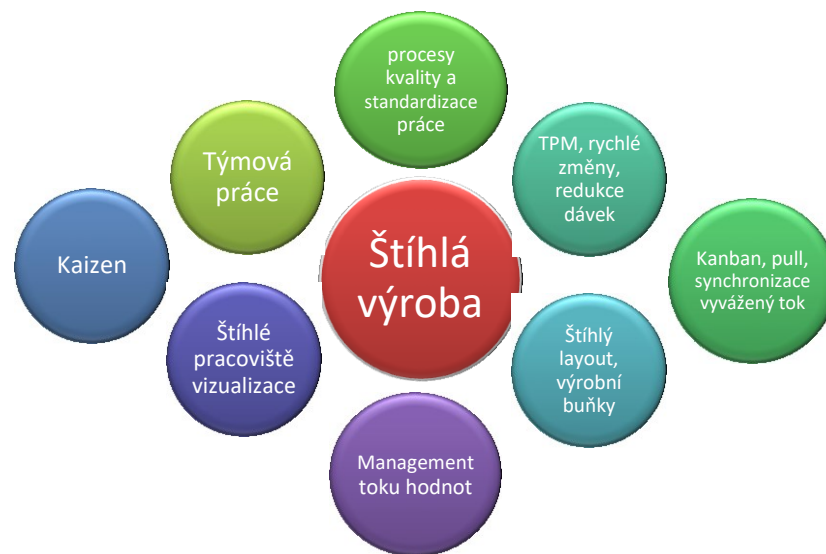 procesy
kvality a
standardizace
práce
Týmová
práce
TPM, rychlé
změny,
redukce
dávek
Kaizen
Štíhlá
výroba
Kanban, pull,
synchronizace
vyvážený tok
Štíhlé
pracoviště
vizualizace
Štíhlý
layout,
výrobní
buňky
Management
toku hodnot